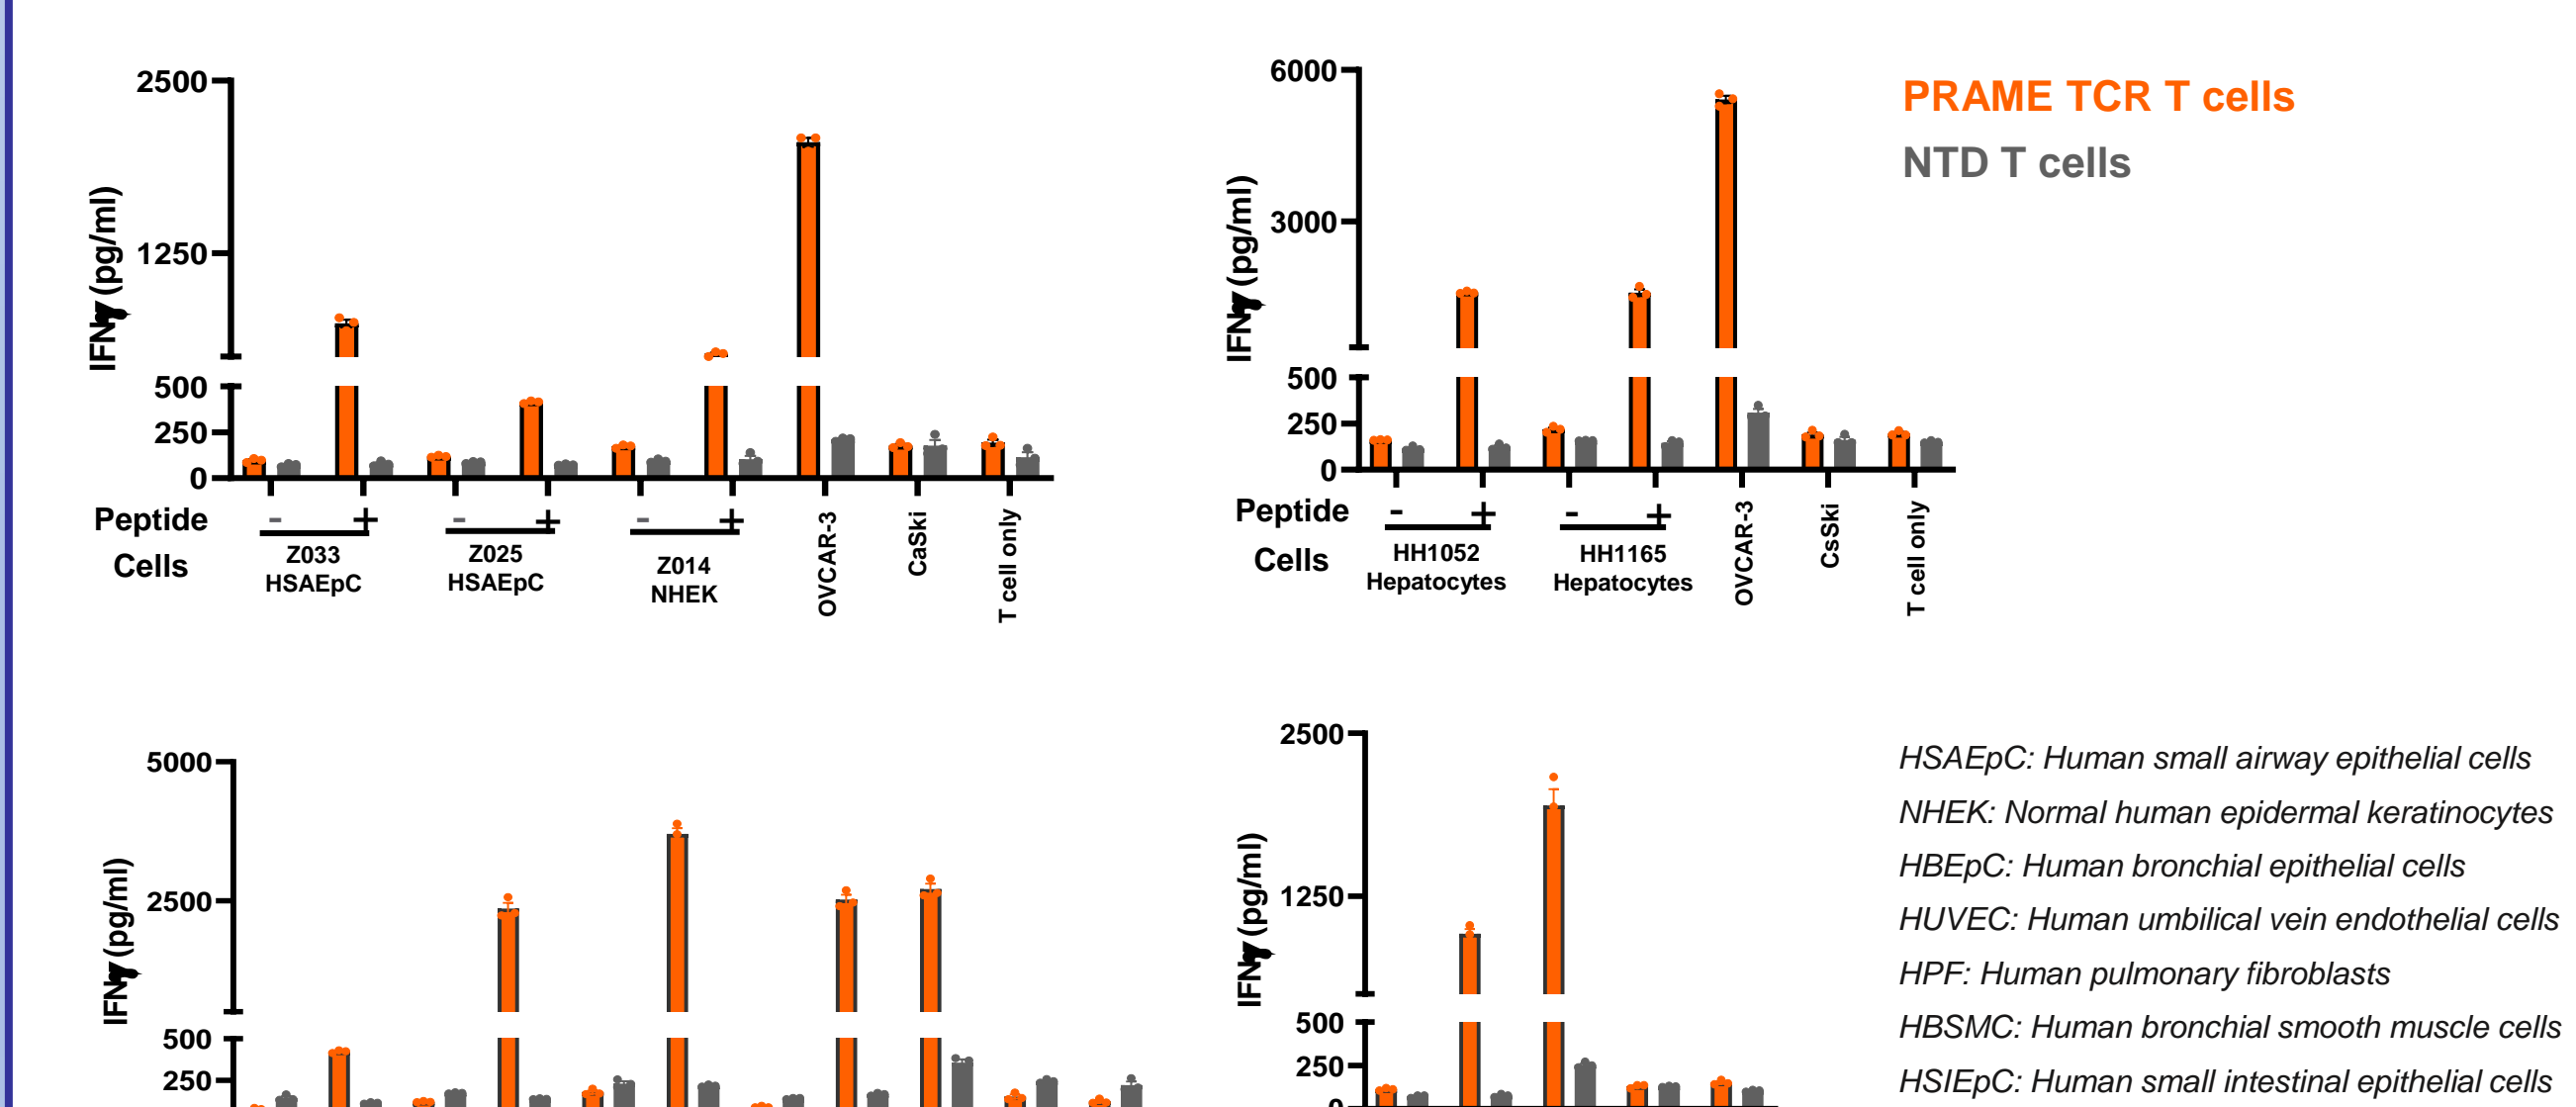 2500
1250
500
250
0
IFNγ (pg/ml)
Peptide - + - + - +
Cells
Z033
HSAEpC
Z025
HSAEpC
Z014
NHEK
OVCAR-3
CaSki
T cell only
6000
3000
500
250
0
IFNγ (pg/ml)
Peptide - + - +
Cells
HH1052
Hepatocytes
HH1165
Hepatocytes
OVCAR-3
CsSki
T cell only
PRAME TCR T cells
NTD T cells
5000
2500
500
250
IFNγ (pg/ml)
2500
1250
500
250
0
IFNγ (pg/ml)
HSAEpC: Human small airway epithelial cells
NHEK: Normal human epidermal keratinocytes
HBEpC: Human bronchial epithelial cells
HUVEC: Human umbilical vein endothelial cells
HPF: Human pulmonary fibroblasts
HBSMC: Human bronchial smooth muscle cells
HSIEpC: Human small intestinal epithelial cells